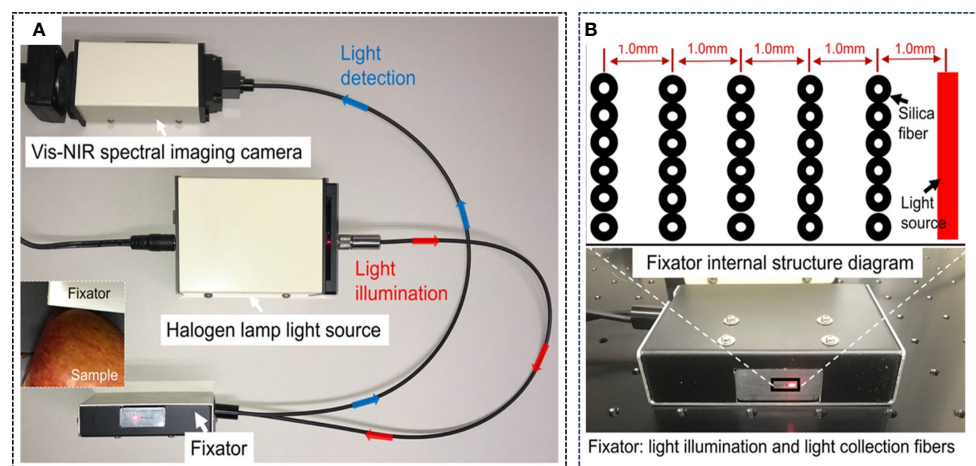 A
Light
detection
Vis-NIR spectral imaging camera
Light
illumination
Halogen lamp light source
Fixator
Sample
Fixator
B
1.0mm 1.0mm 1.0mm 1.0mm 1.0mm
Silica
fiber
Light
source
Fixator internal structure diagram
Fixator: light illumination and light collection fibers